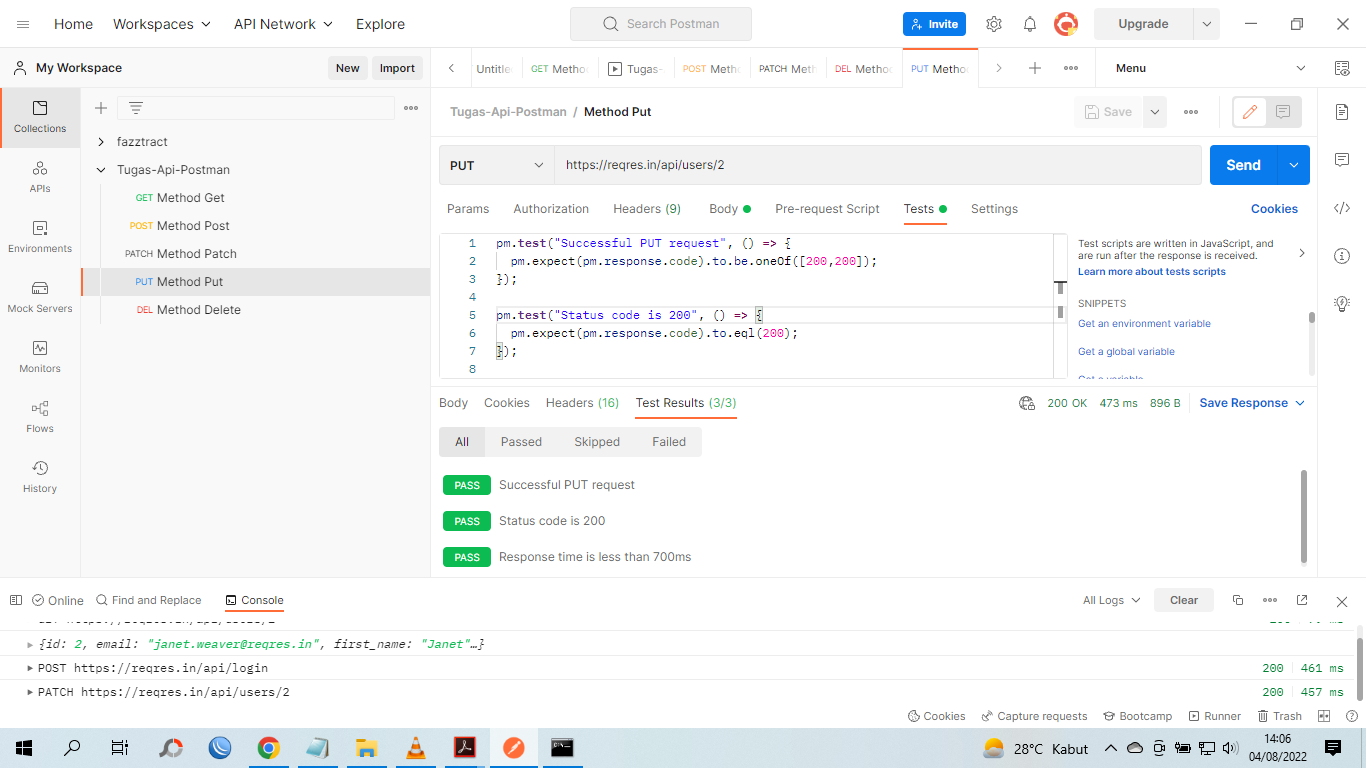 Home Workspaces API Network Explore Search Postman Invite Upgrade
My Workspace New Import Untitle GET Metho Tugas- POST Meth PATCH Meth DEL Metho PUT Metho Menu
Collections
APIs
Environments
Mock Servers
Monitors
Flows
History
fazztract
Tugas-Api-Postman
GET Method Get
POST Method Post
PATCH Method Patch
PUT Method Put
DEL Method Delete
Tugas-Api-Postman / Method Put Save
PUT https://reqres.in/api/users/2 Send
Params Authorization Headers (9) Body Pre-request Script Tests Settings Cookies
1 pm.test("Successful PUT request", () => {
2 pm.expect(pm.response.code).to.be.oneOf([200,200]);
3 });
4
5 pm.test("Status code is 200", () => {
6 pm.expect(pm.response.code).to.eql(200);
7 });
8
Test scripts are written in JavaScript, and
are run after the response is received.
Learn more about tests scripts
SNIPPETS
Get an environment variable
Get a global variable
Get a variable
Body Cookies Headers (16) Test Results (3/3) 200 OK 473 ms 896 B Save Response
All Passed Skipped Failed
PASS Successful PUT request
PASS Status code is 200
PASS Response time is less than 700ms
Online Find and Replace Console All Logs Clear
{id: 2, email: "janet.weaver@reqres.in", first_name: "Janet"…}
POST https://reqres.in/api/login 200 461 ms
PATCH https://reqres.in/api/users/2 200 457 ms
Cookies Capture requests Bootcamp Runner Trash
28°C Kabut 14:06
04/08/2022